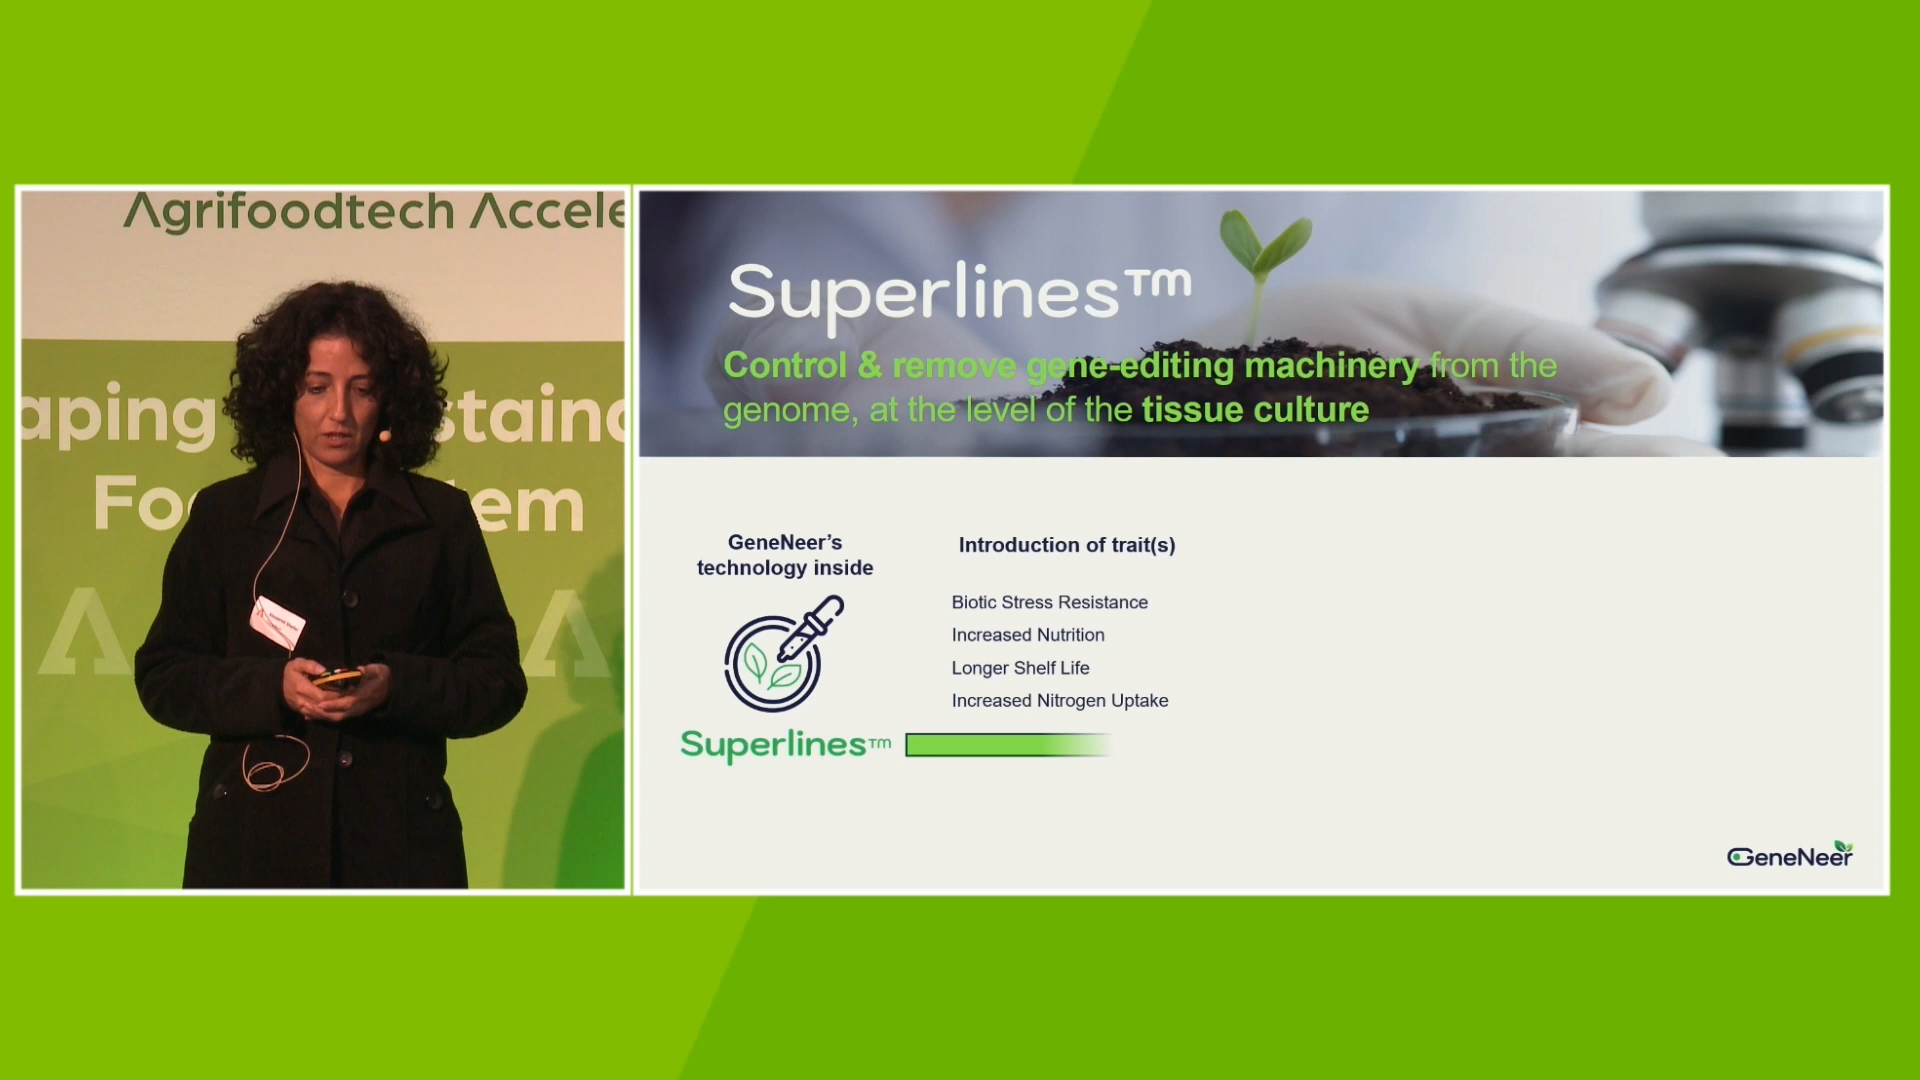 Agrifoodtech Accele
aping
staina
Foo
tem
Superlines™
Control & remove gene-editing machinery from the
genome, at the level of the tissue culture
GeneNeer’s
technology inside
Superlines™
Introduction of trait(s)
Biotic Stress Resistance
Increased Nutrition
Longer Shelf Life
Increased Nitrogen Uptake
GeneNeer